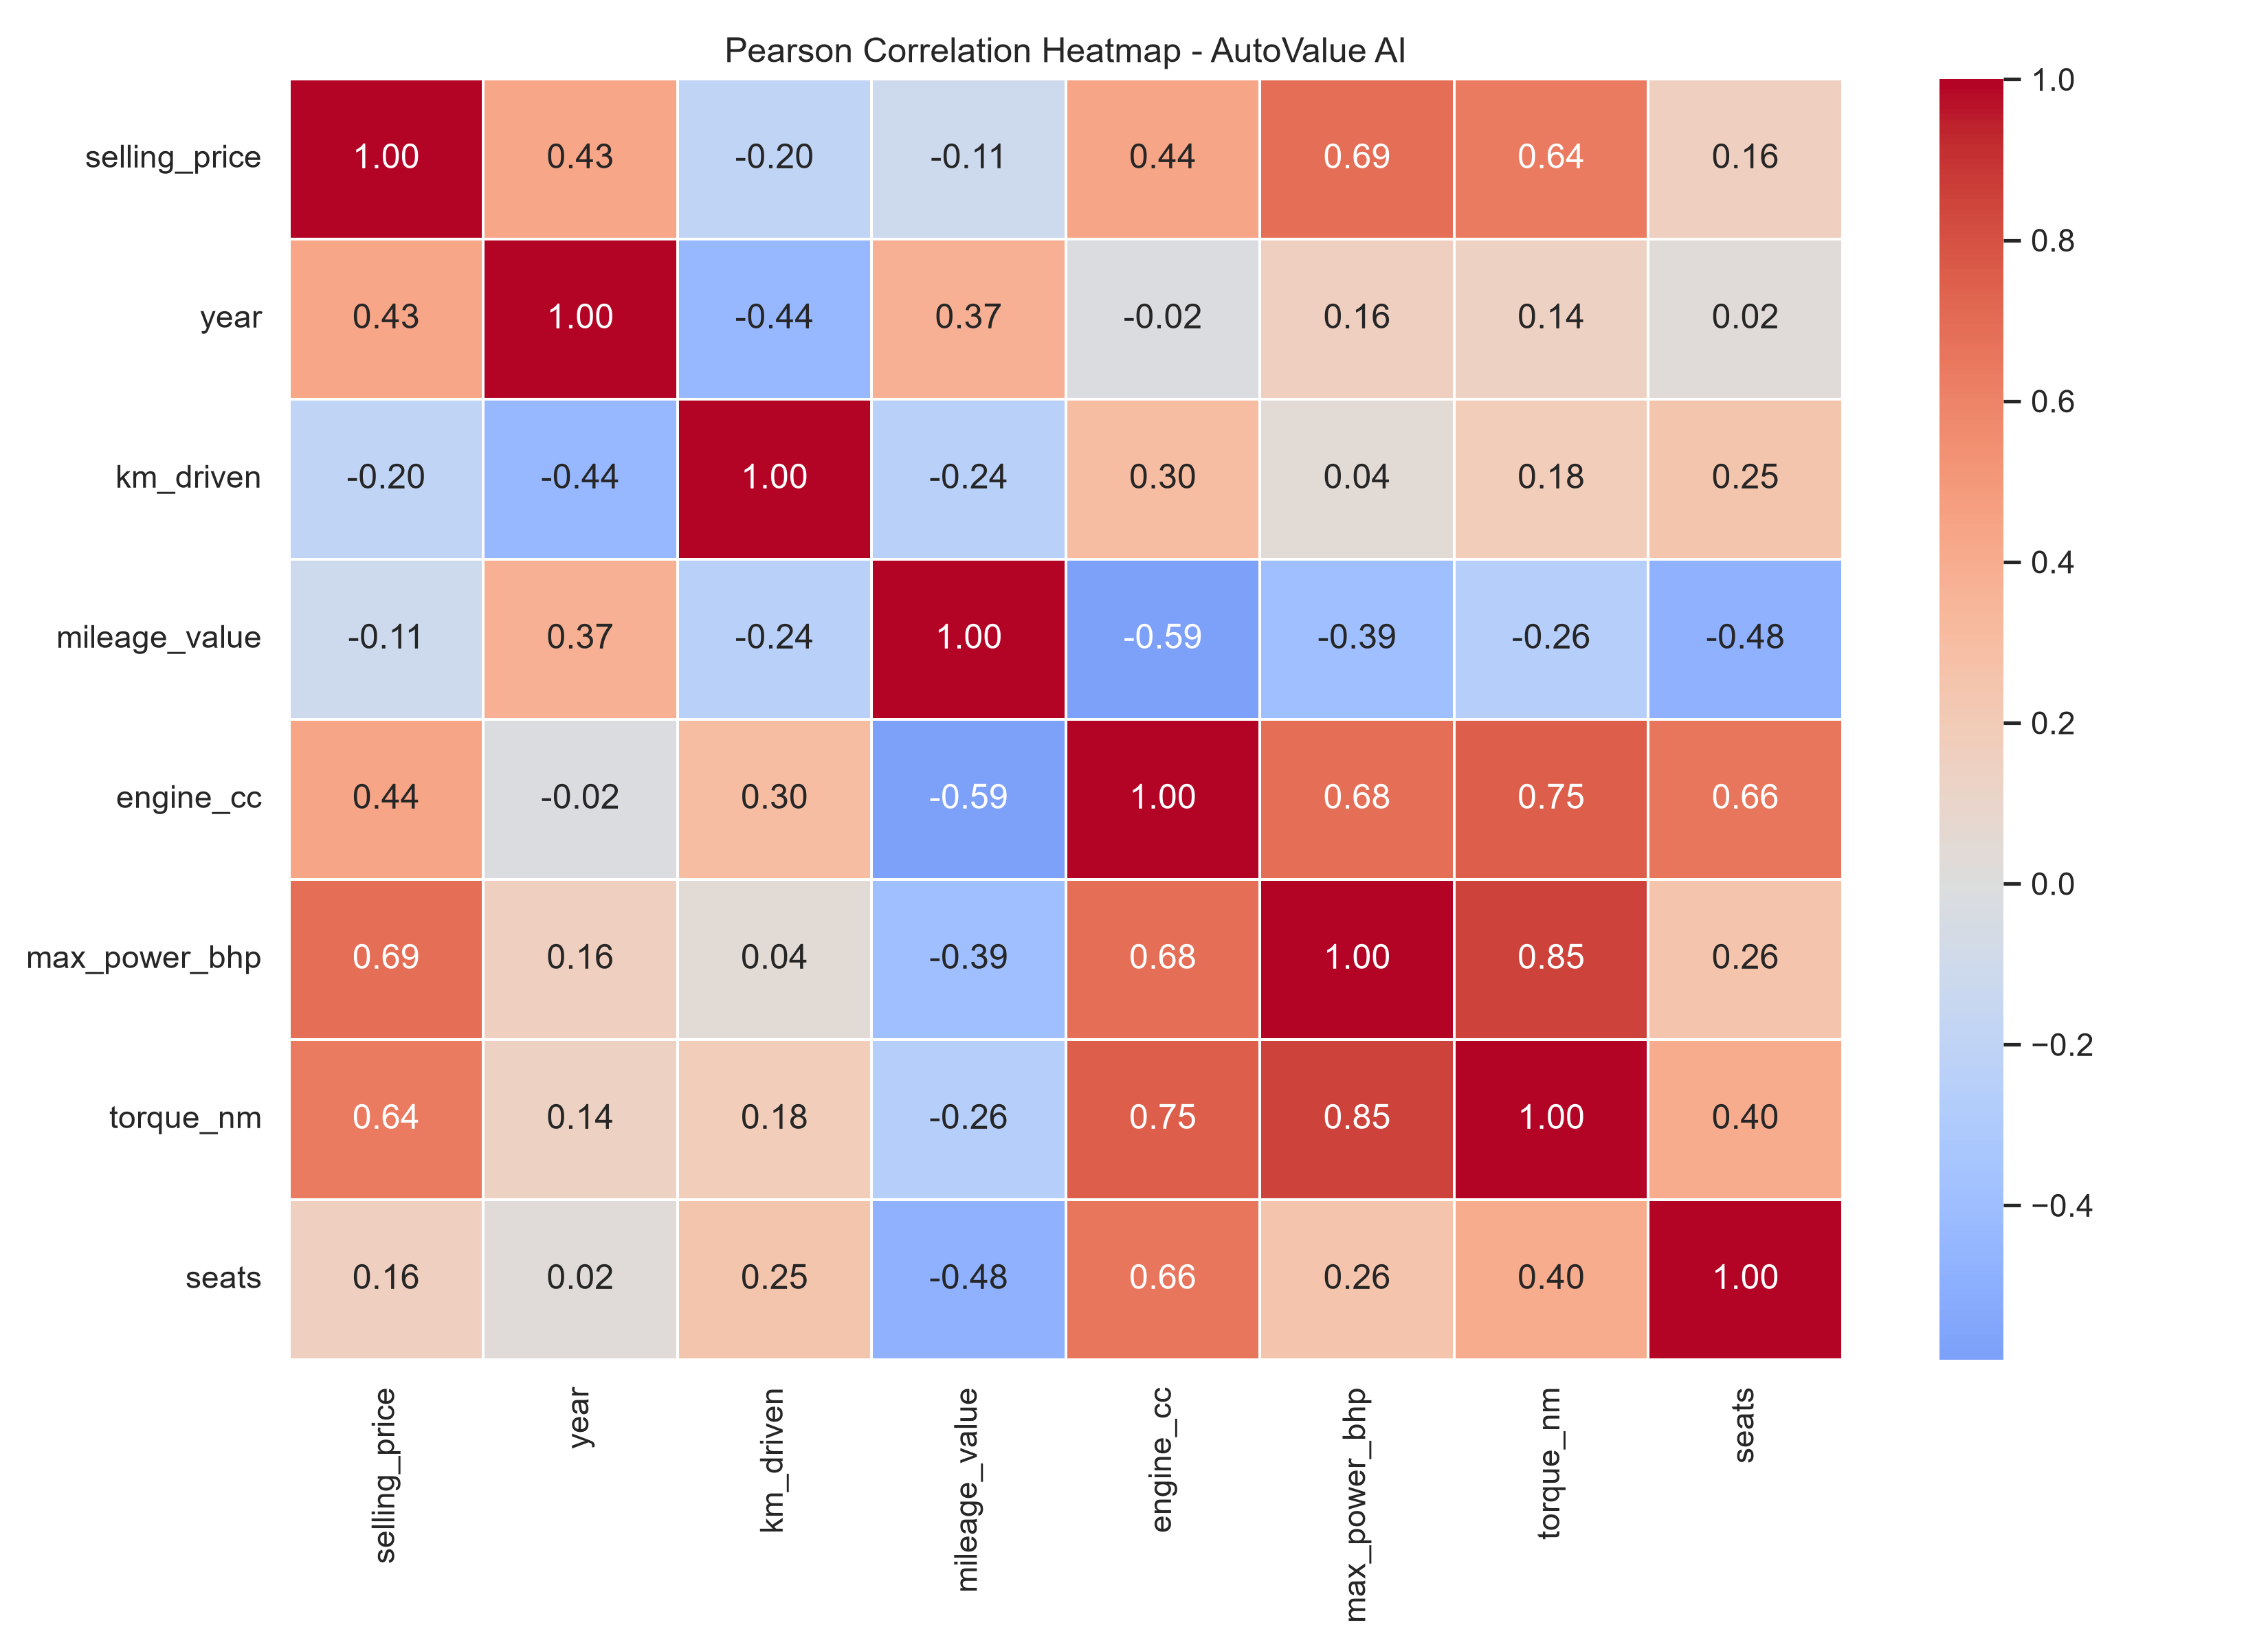 Pearson Correlation Heatmap - AutoValue AI
selling_price 1.00 0.43 -0.20 -0.11 0.44 0.69 0.64 0.16
year 0.43 1.00 -0.44 0.37 -0.02 0.16 0.14 0.02
km_driven -0.20 -0.44 1.00 -0.24 0.30 0.04 0.18 0.25
mileage_value -0.11 0.37 -0.24 1.00 -0.59 -0.39 -0.26 -0.48
engine_cc 0.44 -0.02 0.30 -0.59 1.00 0.68 0.75 0.66
max_power_bhp 0.69 0.16 0.04 -0.39 0.68 1.00 0.85 0.26
torque_nm 0.64 0.14 0.18 -0.26 0.75 0.85 1.00 0.40
seats 0.16 0.02 0.25 -0.48 0.66 0.26 0.40 1.00
selling_price
year
km_driven
mileage_value
engine_cc
max_power_bhp
torque_nm
seats
1.0
0.8
0.6
0.4
0.2
0.0
−0.2
−0.4